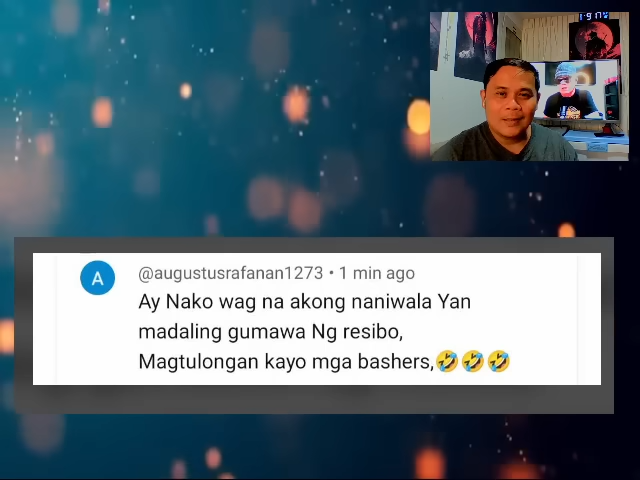 A
@augustusrafanan1273 • 1 min ago
Ay Nako wag na akong naniwala Yan
madaling gumawa Ng resibo,
Magtulongan kayo mga bashers,🤣🤣🤣